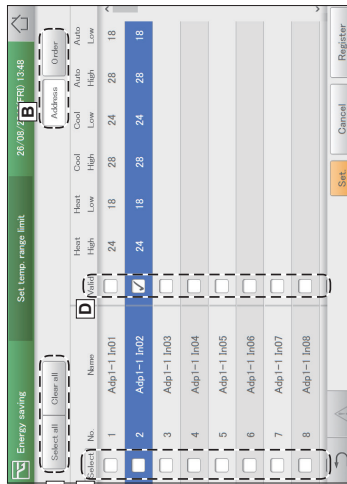 Energy saving Set temp. range limit 26/08/2 (FRI) 13:48
Select all Clear all B Address Order
Select No. Name D Valid Heat High Heat Low Cool High Cool Low Auto High Auto Low
1 Adp1-1 In01 24 18 28 24 28 18
2 Adp1-1 In02 24 18 28 24 28 18
3 Adp1-1 In03
4 Adp1-1 In04
5 Adp1-1 In05
6 Adp1-1 In06
7 Adp1-1 In07
8 Adp1-1 In08
Set. Cancel Register